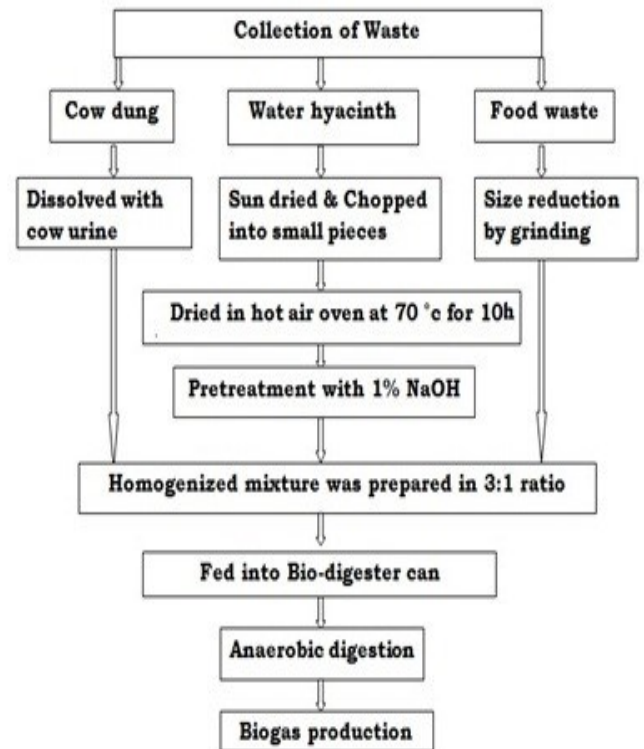 Collection of Waste
Cow dung
Water hyacinth
Food waste
Dissolved with
cow urine
Sun dried & Chopped
into small pieces
Size reduction
by grinding
Dried in hot air oven at 70 °c for 10h
Pretreatment with 1% NaOH
Homogenized mixture was prepared in 3:1 ratio
Fed into Bio-digester can
Anaerobic digestion
Biogas production